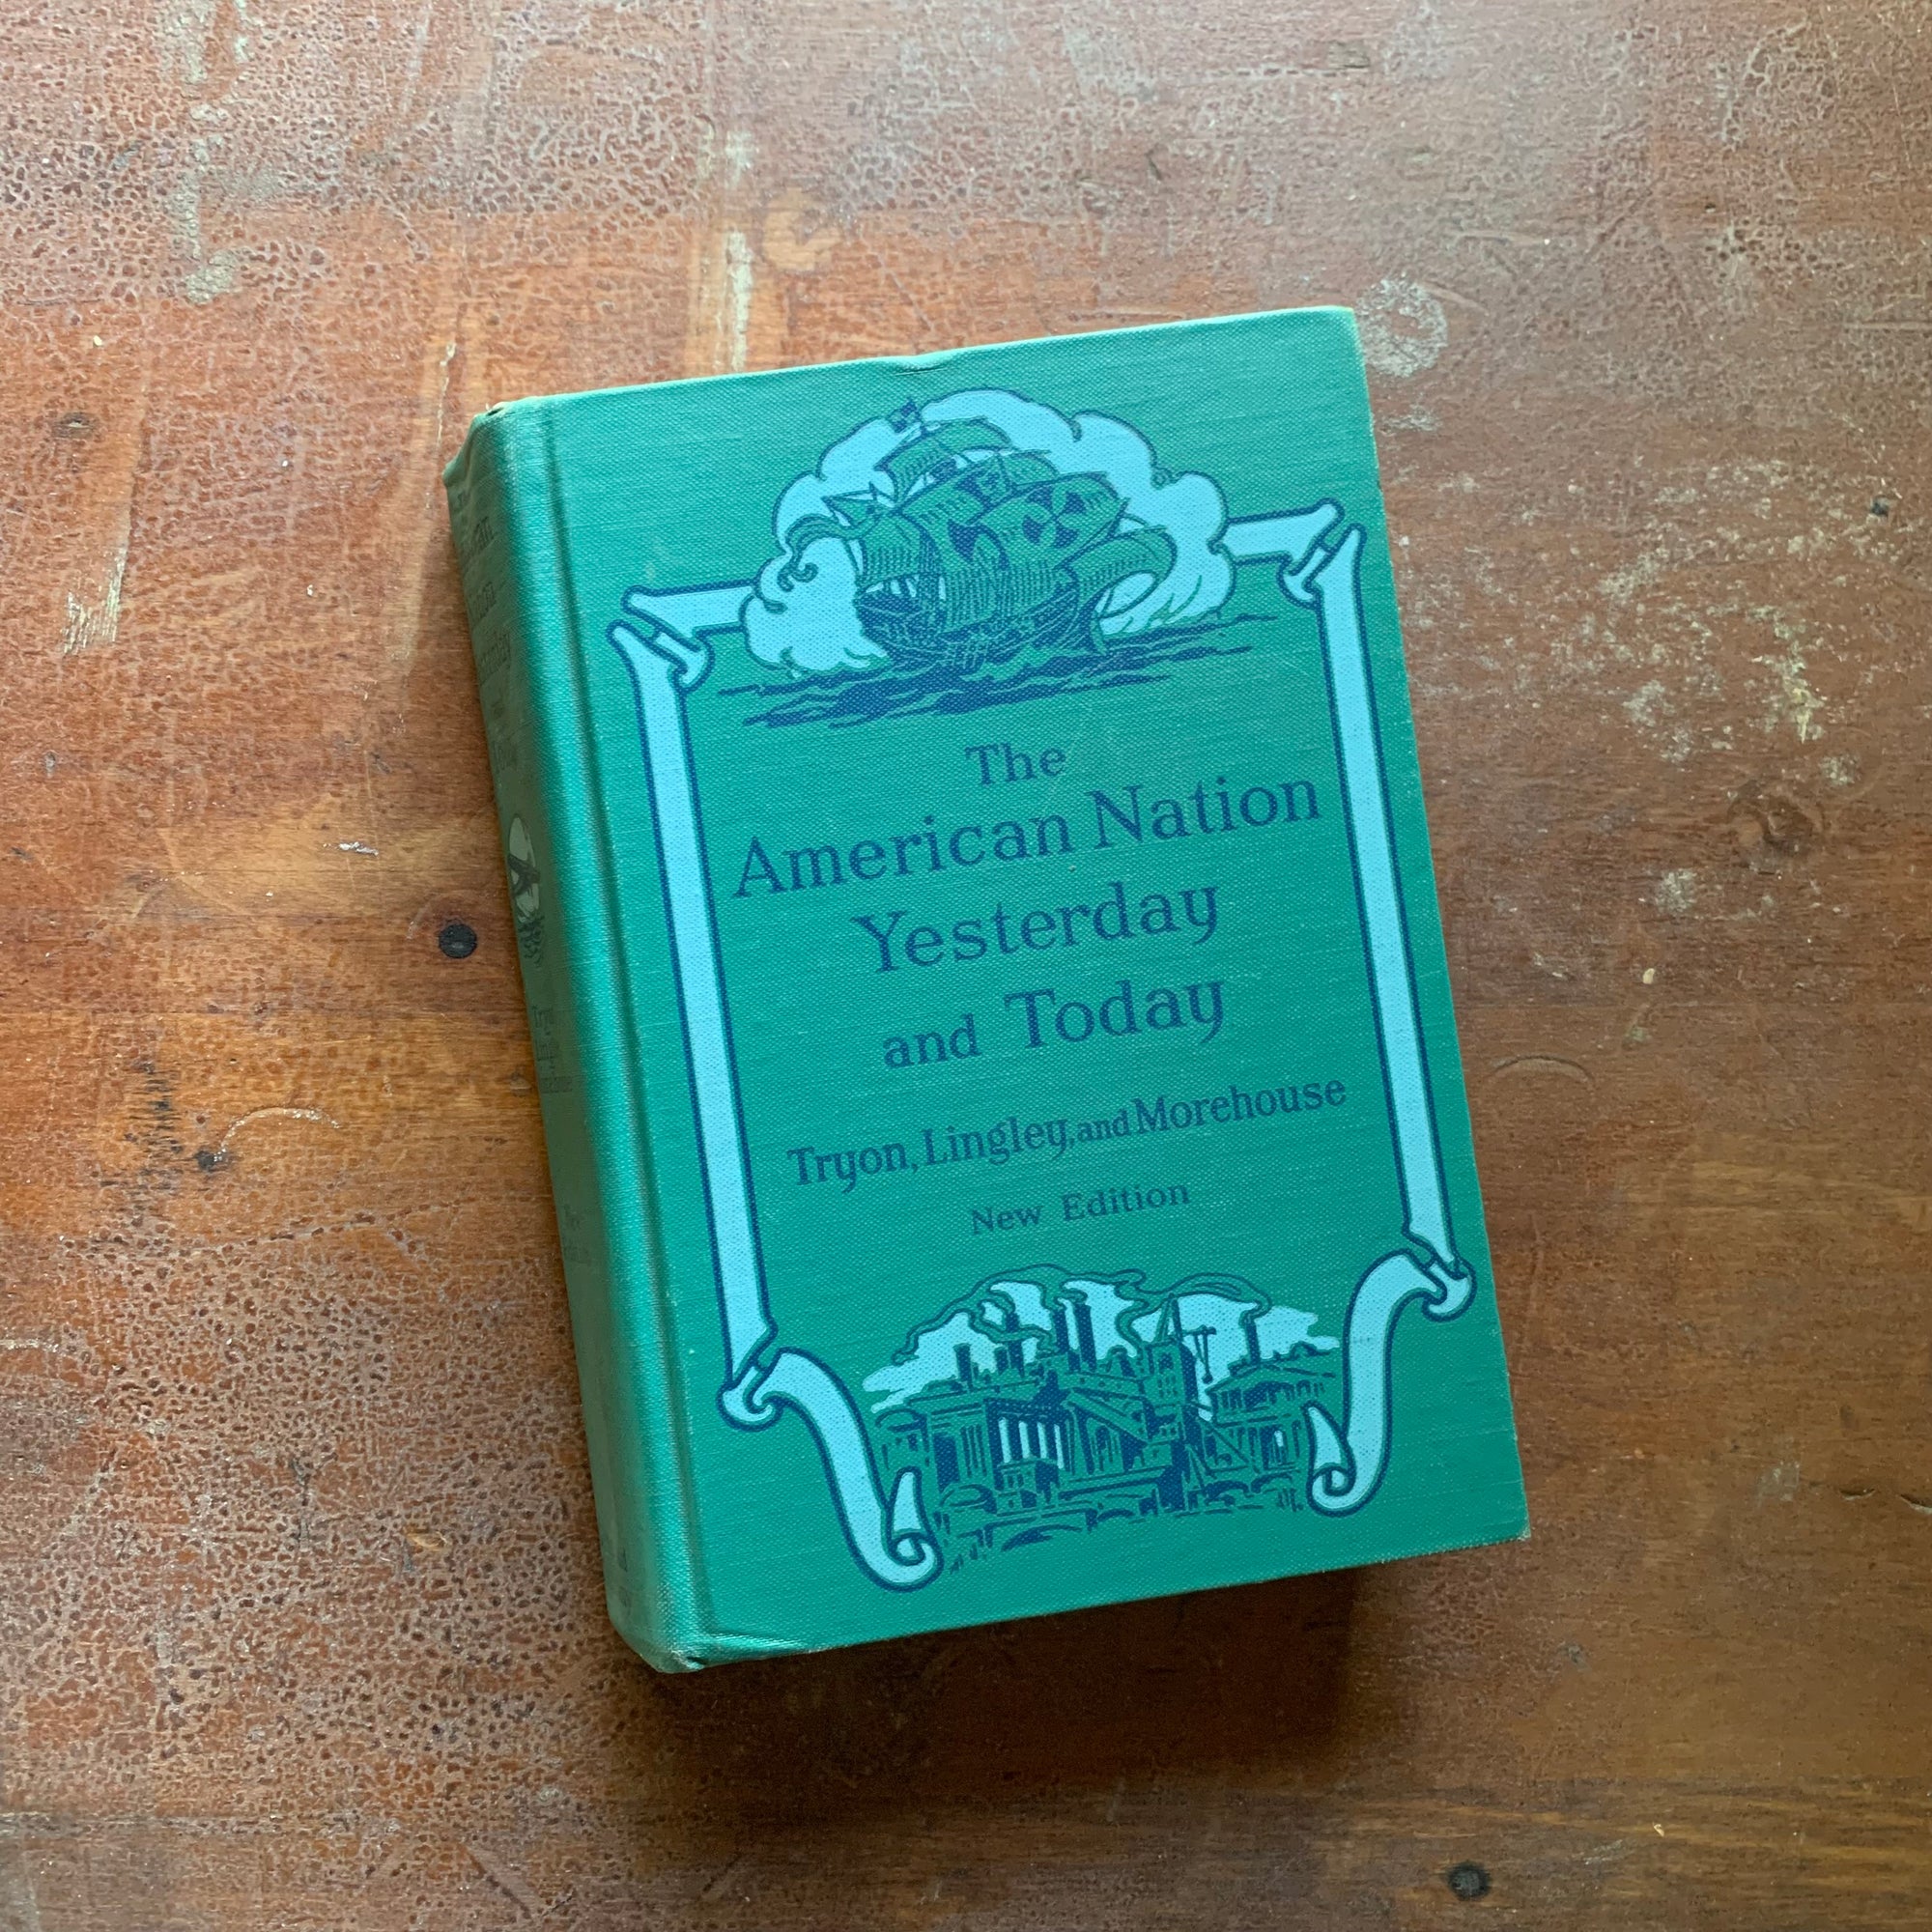 The
American Nation
Yesterday
and Today
Tryon, Lingley, and Morehouse
New Edition